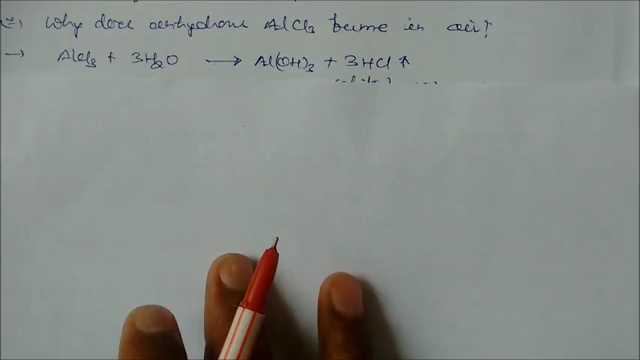 Why does anhydrous AlCl3 fume in air?
→ AlCl3 + 3H2O → Al(OH)3 + 3HCl ↑